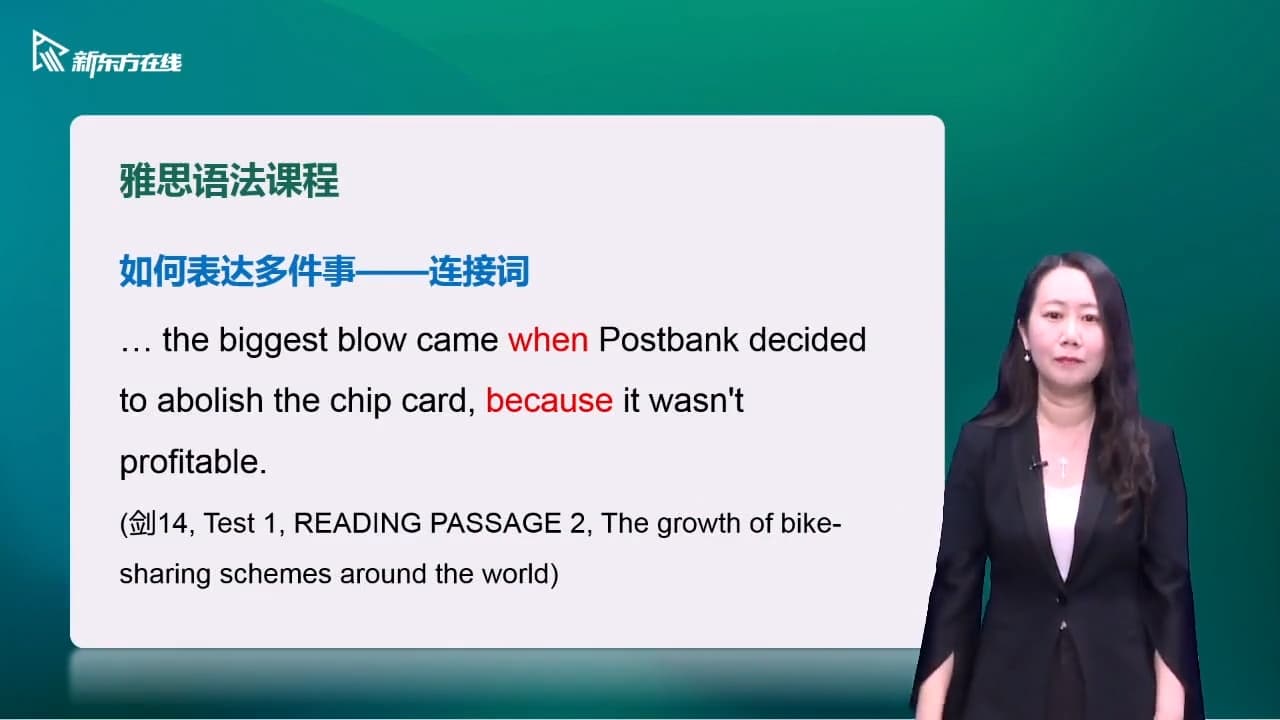 新东方在线
雅思语法课程
如何表达多件事——连接词
… the biggest blow came when Postbank decided
to abolish the chip card, because it wasn't
profitable.
(剑14, Test 1, READING PASSAGE 2, The growth of bike-
sharing schemes around the world)